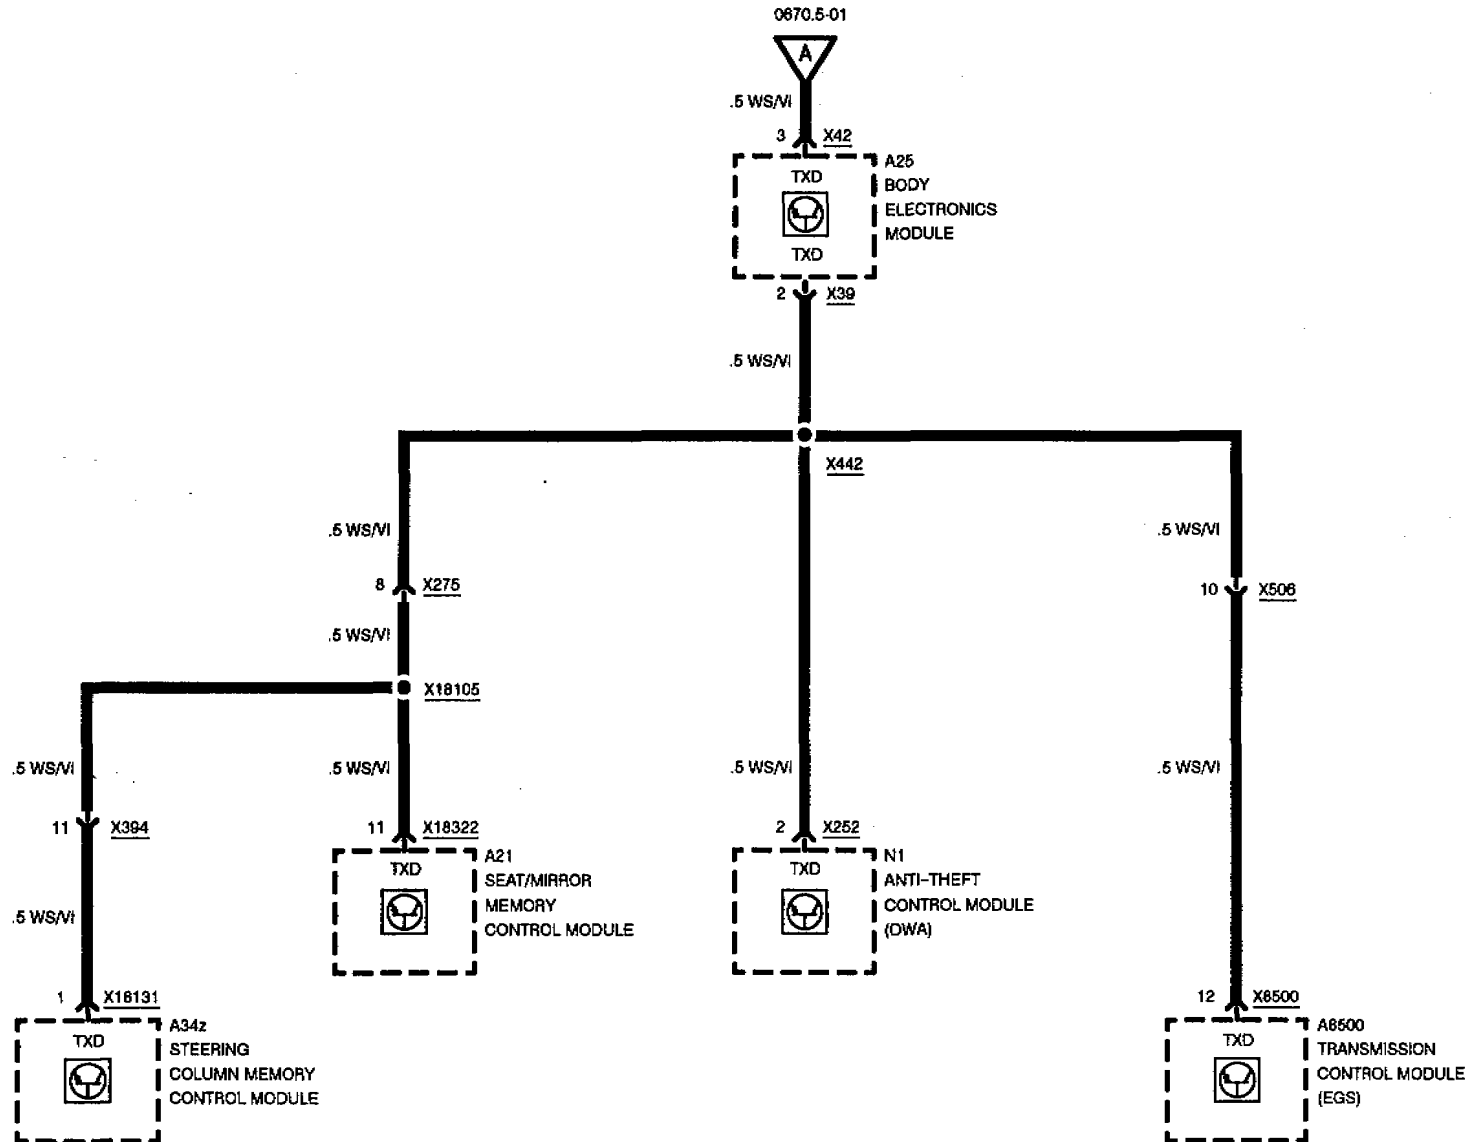 0670.5-01
A
.5 WS/VI
3 X42
A25
BODY
ELECTRONICS
MODULE
TXD
TXD
2 X39
.5 WS/VI
X442
.5 WS/VI
.5 WS/VI
8 X275
10 X506
.5 WS/VI
X18105
.5 WS/VI
.5 WS/VI
.5 WS/VI
.5 WS/VI
11 X394
11 X18322
2 X252
TXD
A21
SEAT/MIRROR
MEMORY
CONTROL MODULE
TXD
N1
ANTI-THEFT
CONTROL MODULE
(DWA)
.5 WS/VI
1 X18131
12 X8500
TXD
A34z
STEERING
COLUMN MEMORY
CONTROL MODULE
TXD
A8500
TRANSMISSION
CONTROL MODULE
(EGS)